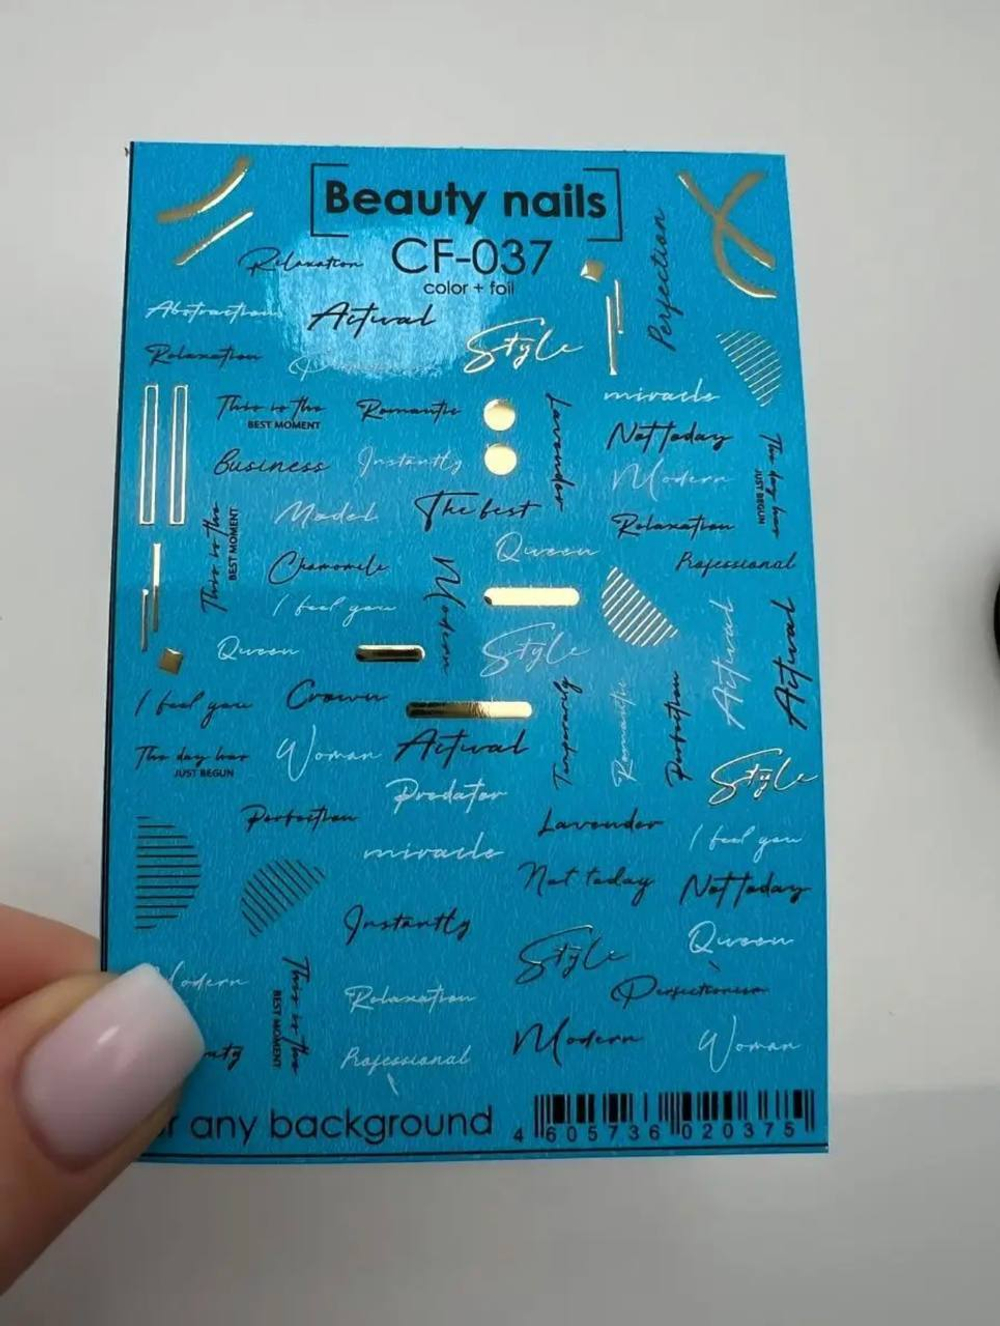 Beauty nails
CF-037
color + foil
Relaxation
Perfection
Abstraction
Actual
Style
Relaxation
miracle
This is the
BEST MOMENT
Romantic
Lavender
Not today
The day has
JUST BEGUN
Business
Instantly
Modern
Model
The best
Relaxation
This is the
BEST MOMENT
Queen
Professional
Chamomile
Modern
I feel you
Style
Actual
Actual
Queen
I feel you
Crown
Temporarily
Romantic
Perfection
The day has
JUST BEGUN
Woman
Actual
Style
Predator
Perfection
Lavender
I feel you
miracle
Not today
Not today
Instantly
Queen
Style
Modern
This is the
BEST MOMENT
Relaxation
Perfectionism
Modern
Woman
Professional
any background
4 605736 020375